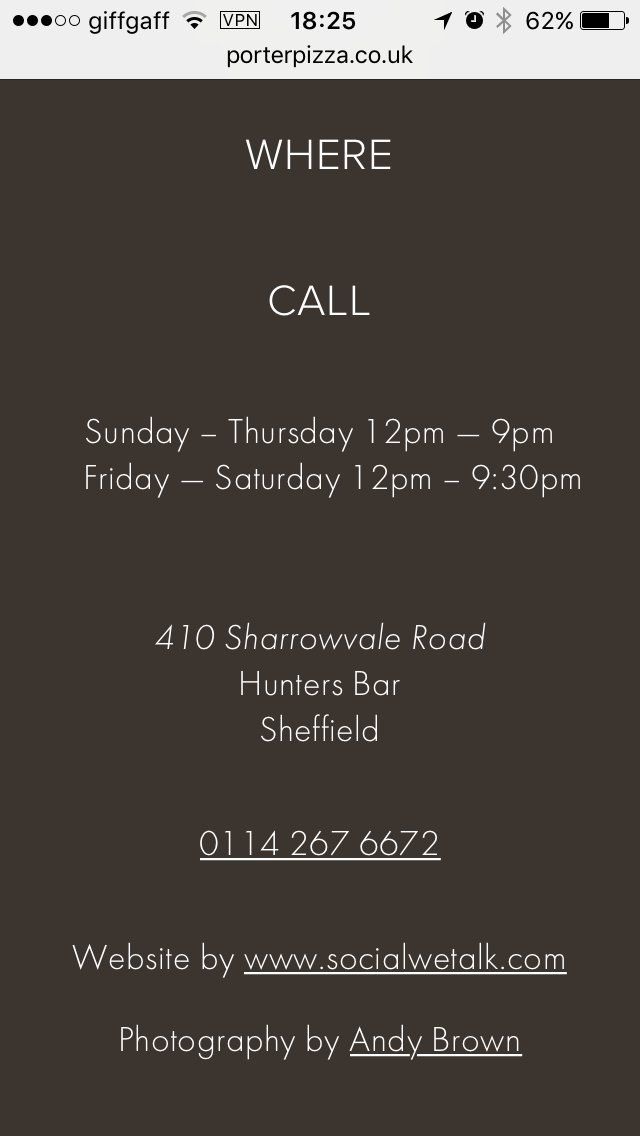 giffgaff VPN 18:25 62%
porterpizza.co.uk
WHERE
CALL
Sunday – Thursday 12pm — 9pm
Friday — Saturday 12pm – 9:30pm
410 Sharrowvale Road
Hunters Bar
Sheffield
0114 267 6672
Website by www.socialwetalk.com
Photography by Andy Brown